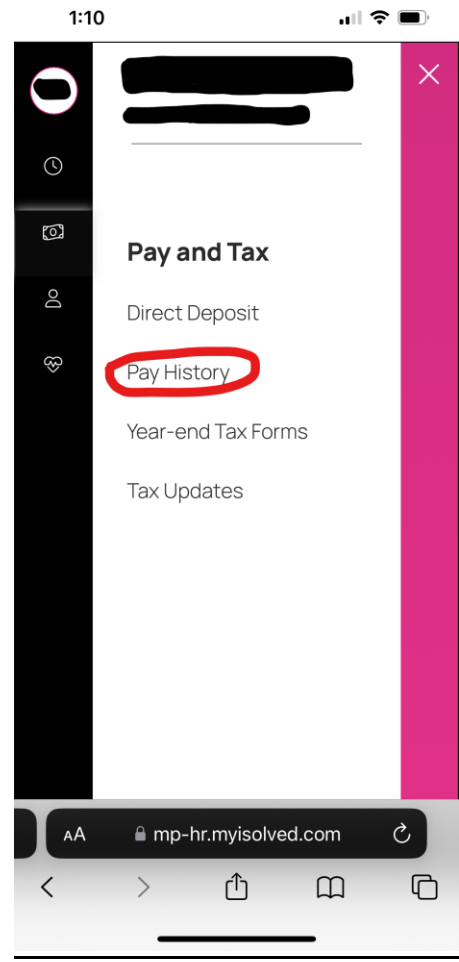 1:10
Pay and Tax
Direct Deposit
Pay History
Year-end Tax Forms
Tax Updates
AA mp-hr.myisolved.com